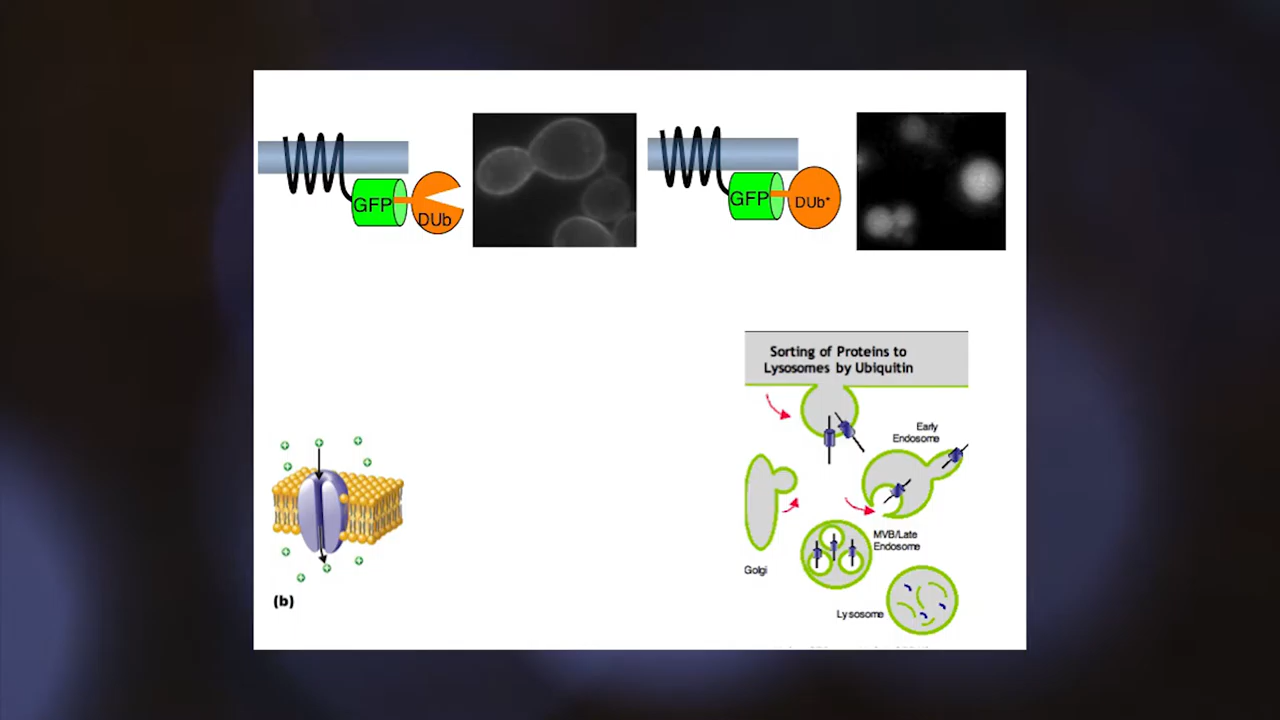 GFP
DUb
GFP
DUb*
Sorting of Proteins to
Lysosomes by Ubiquitin
Early
Endosome
MVB/Late
Endosome
Golgi
Lysosome
(b)